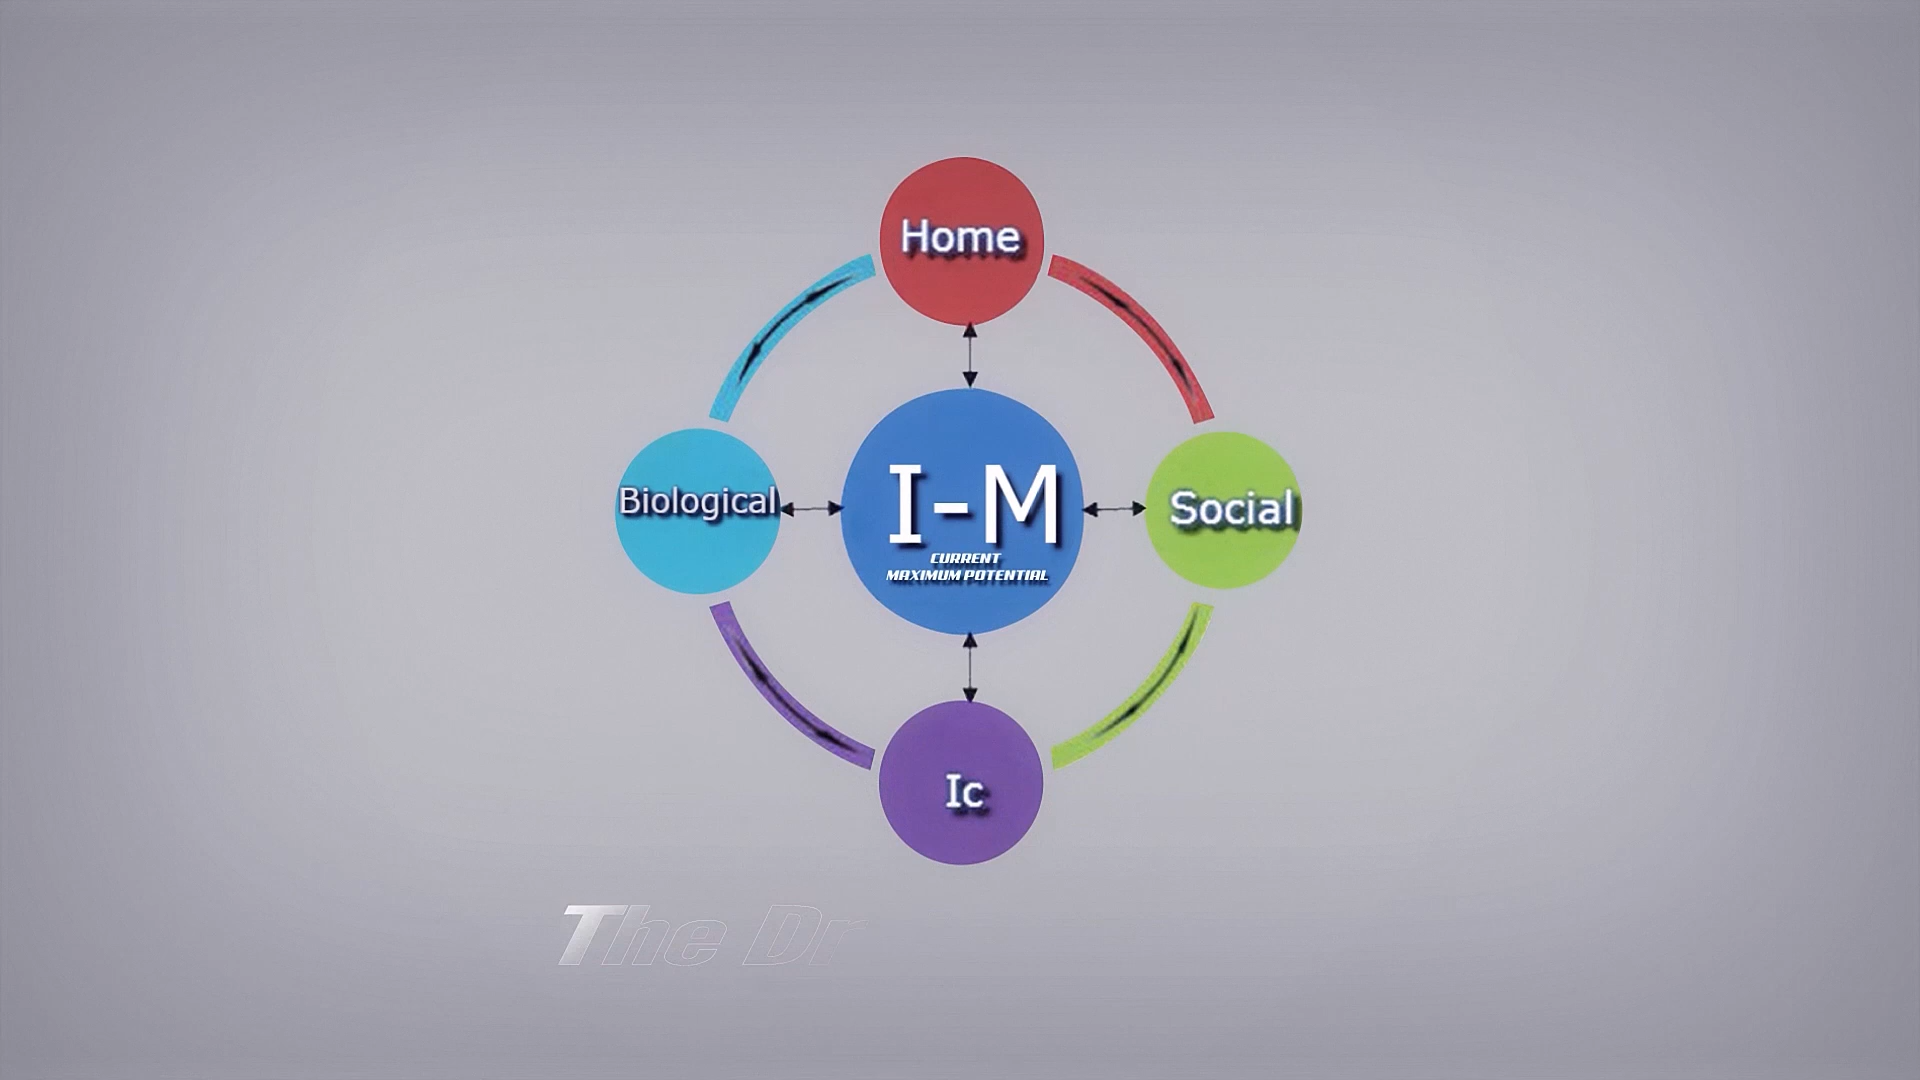 Home
Biological
I-M
CURRENT
MAXIMUM POTENTIAL
Social
Ic
The Dr